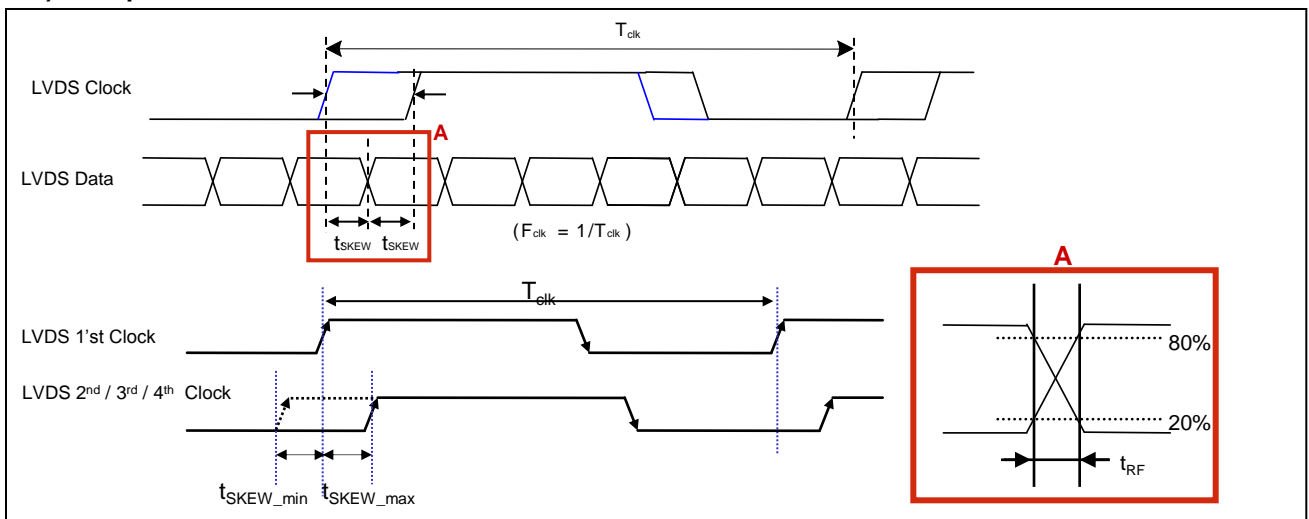 T clk
LVDS Clock
A
LVDS Data
tSKEW tSKEW
( Fclk = 1/Tclk )
A
Tclk
LVDS 1'st Clock
80%
LVDS 2nd / 3rd / 4th Clock
20%
tRF
tSKEW_min tSKEW_max